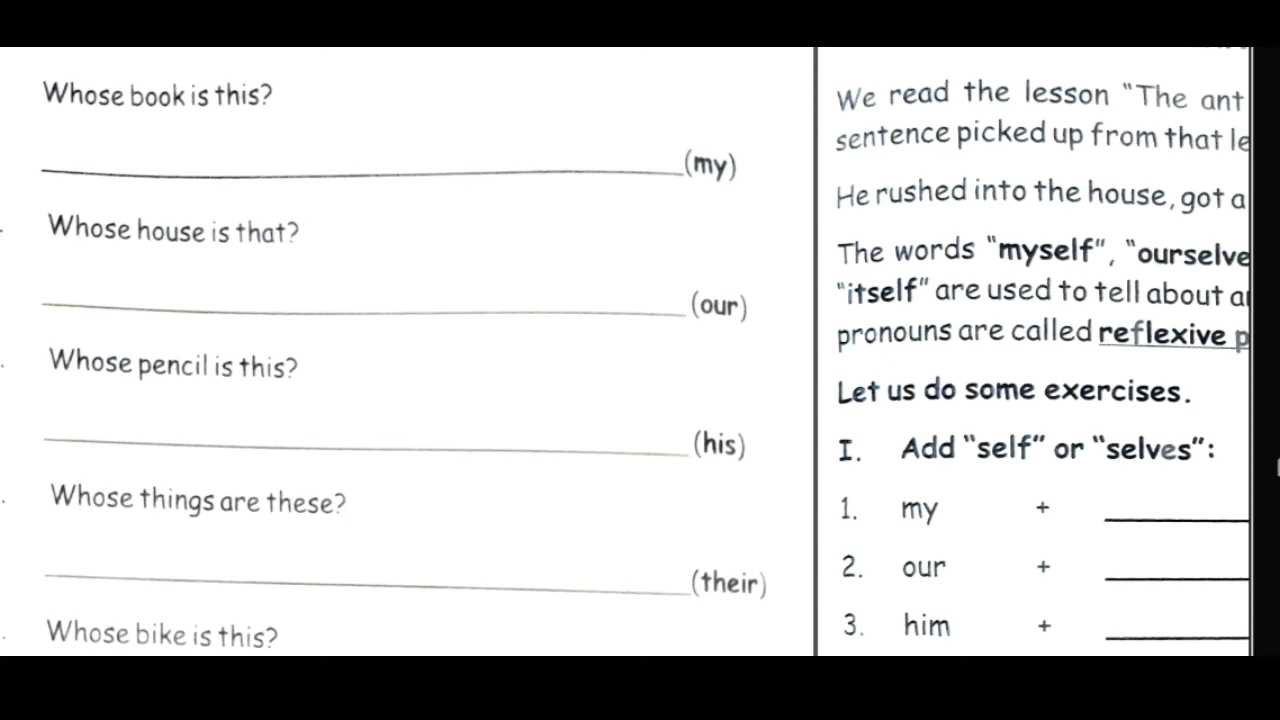 Whose book is this?
(my)
Whose house is that?
(our)
Whose pencil is this?
(his)
Whose things are these?
(their)
Whose bike is this?
We read the lesson "The ant
sentence picked up from that
He rushed into the house, got a
The words "myself",
"itself" are used to tell about
pronouns are called reflexive
Let us do some exercises.
I. Add "self" or "selves":
1. my +
2. our +
3. him +